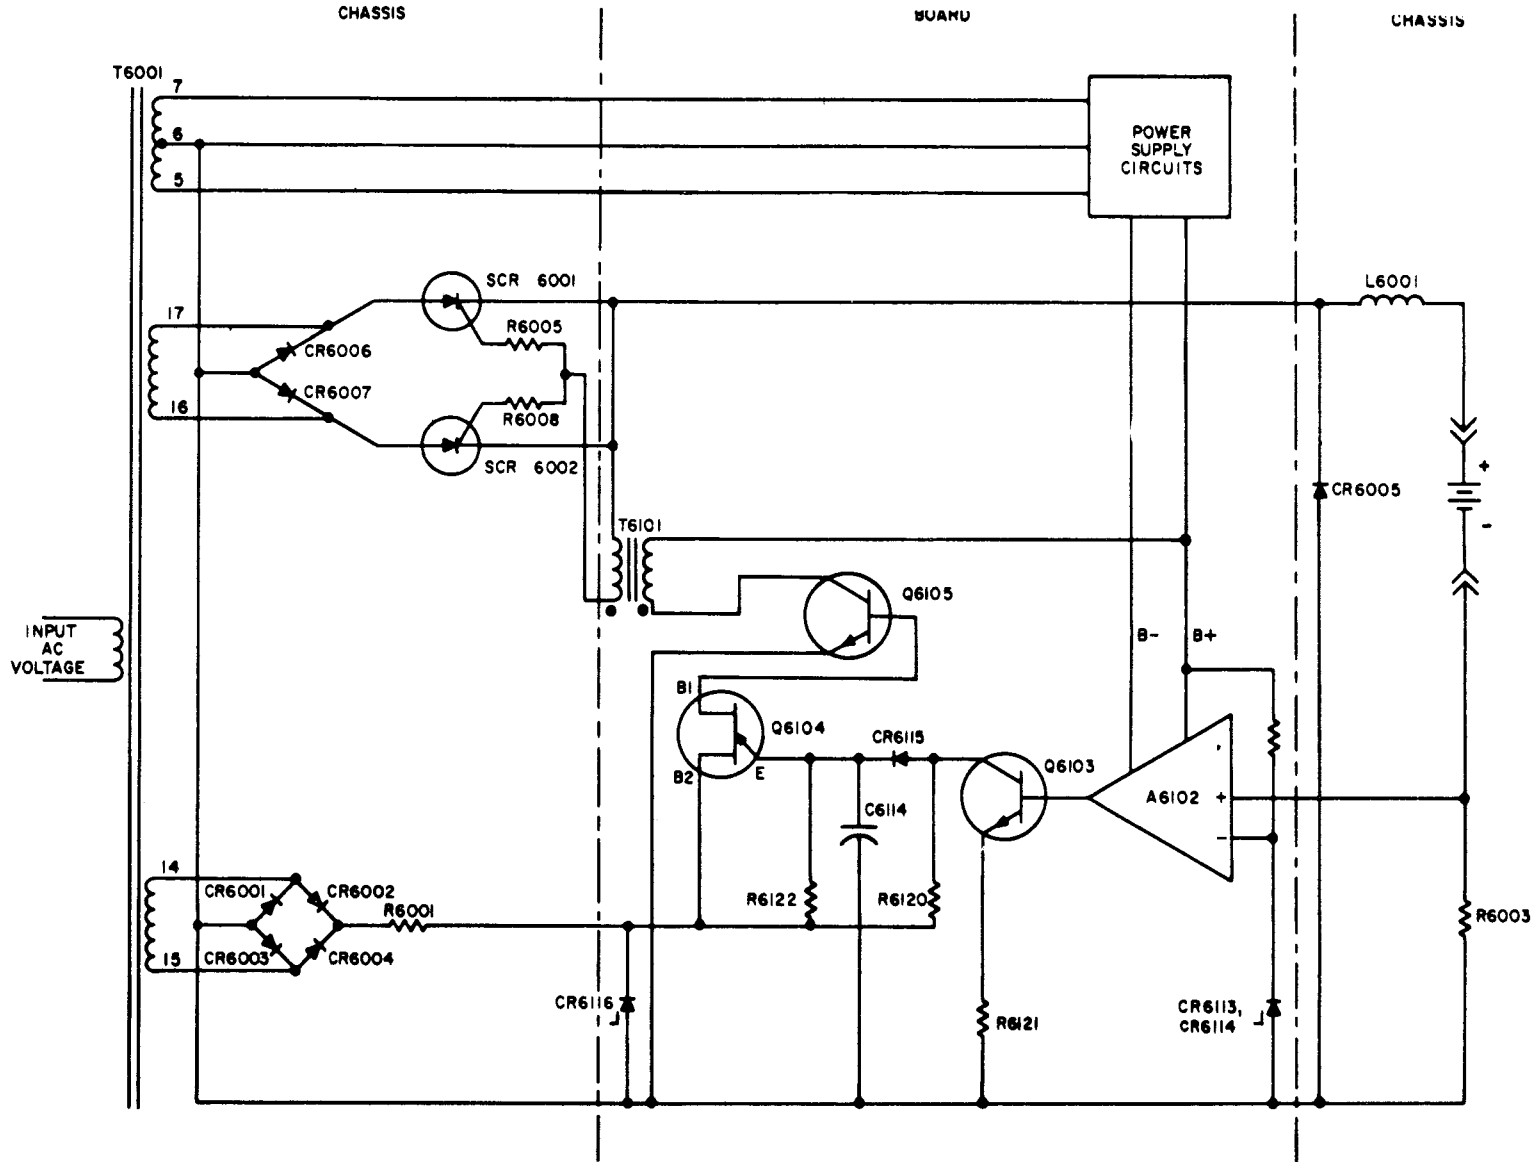 CHASSIS
BOARD
CHASSIS
T6001
7
6
5
POWER
SUPPLY
CIRCUITS
SCR 6001
L6001
17
R6005
CR6006
CR6007
16
R6008
SCR 6002
+
CR6005
-
T6101
Q6105
INPUT
AC
VOLTAGE
B-
B+
B1
Q6104
CR6115
Q6103
B2
E
C6114
A6102
+
-
14
CR6001
CR6002
R6001
R6122
R6120
R6003
CR6003
CR6004
15
CR6116
R6121
CR6113,
CR6114